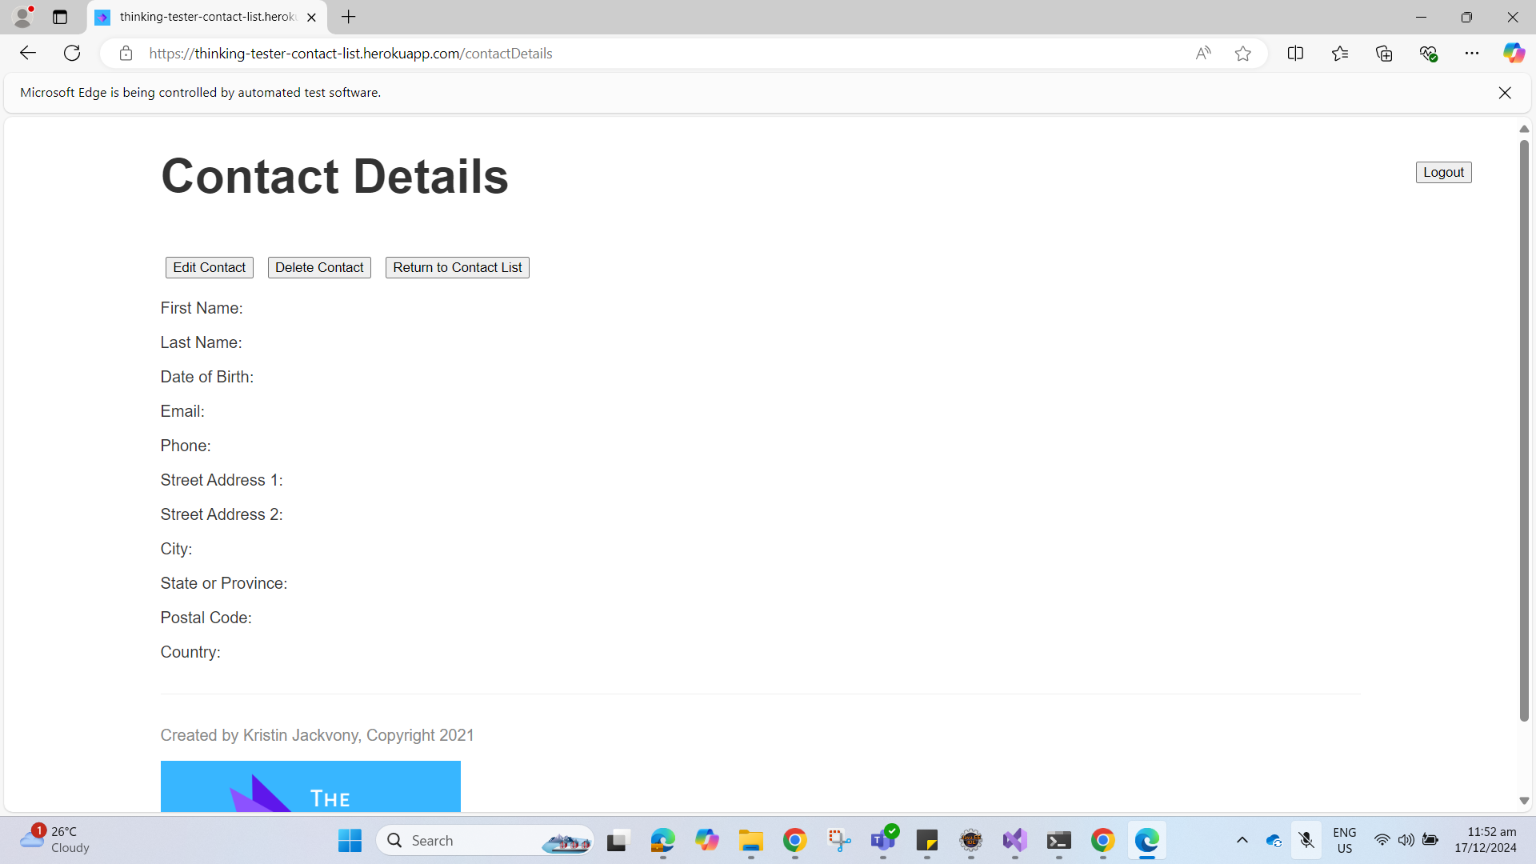 thinking-tester-contact-list.herok
https://thinking-tester-contact-list.herokuapp.com/contactDetails
Microsoft Edge is being controlled by automated test software.
Contact Details
Logout
Edit Contact Delete Contact Return to Contact List
First Name:
Last Name:
Date of Birth:
Email:
Phone:
Street Address 1:
Street Address 2:
City:
State or Province:
Postal Code:
Country:
Created by Kristin Jackvony, Copyright 2021
THE
1
26°C
Cloudy
Search
ENG
US
11:52 am
17/12/2024